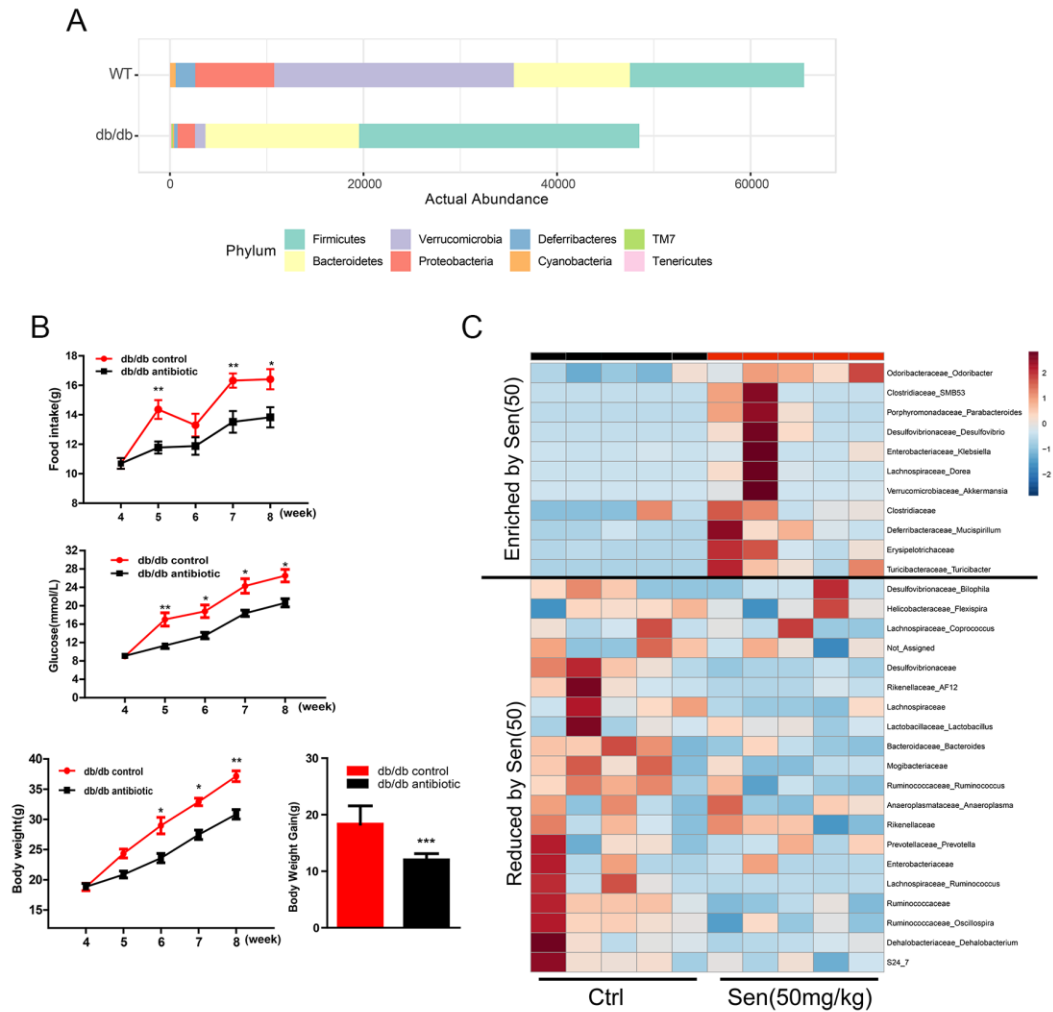 A
WT
db/db
0 20000 40000 60000
Actual Abundance
Phylum
Firmicutes Verrucomicrobia Deferribacteres TM7
Bacteroidetes Proteobacteria Cyanobacteria Tenericutes
B
db/db control
db/db antibiotic
Food intake(g)
18
16
14
12
10
8
** ** *
4 5 6 7 8 (week)
db/db control
db/db antibiotic
Glucose(mmol/L)
32
28
24
20
16
12
8
4
0
** * * *
4 5 6 7 8 (week)
db/db control
db/db antibiotic
Body weight(g)
40
35
30
25
20
15
* * **
4 5 6 7 8 (week)
db/db control
db/db antibiotic
Body Weight Gain(g)
30
20
10
0
***
C
Enriched by Sen(50)
Reduced by Sen(50)
Odoribacteraceae_Odoribacter
Clostridiaceae_SMB53
Porphyromonadaceae_Parabacteroides
Desulfovibrionaceae_Desulfovibrio
Enterobacteriaceae_Klebsiella
Lachnospiraceae_Dorea
Verrucomicrobiaceae_Akkermansia
Clostridiaceae
Deferribacteraceae_Mucispirillum
Erysipelotrichaceae
Turicibacteraceae_Turicibacter
Desulfovibrionaceae_Bilophila
Helicobacteraceae_Flexispira
Lachnospiraceae_Coprococcus
Not_Assigned
Desulfovibrionaceae
Rikenellaceae_AF12
Lachnospiraceae
Lactobacillaceae_Lactobacillus
Bacteroidaceae_Bacteroides
Mogibacteriaceae
Ruminococcaceae_Ruminococcus
Anaeroplasmataceae_Anaeroplasma
Rikenellaceae
Prevotellaceae_Prevotella
Enterobacteriaceae
Lachnospiraceae_Ruminococcus
Ruminococcaceae
Ruminococcaceae_Oscillospira
Dehalobacteriaceae_Dehalobacterium
S24_7
2
1
0
−1
−2
Ctrl Sen(50mg/kg)